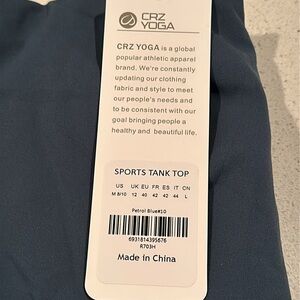 CRZ
YOGA
CRZ YOGA is a global
popular athletic apparel
brand. We're constantly
updating our clothing
fabric and style to meet
our people's needs and
to be consistent with our
goal bringing people a
healthy and beautiful life.
SPORTS TANK TOP
US UK EU FR ES IT CN
M 8/10 12 40 42 42 44 L
Petrol Blue#10
6931814395676
R703H
Made in China